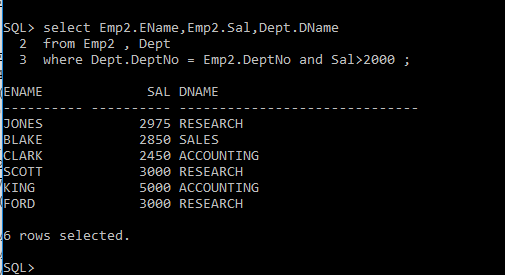 SQL> select Emp2.EName,Emp2.Sal,Dept.DName
  2  from Emp2 , Dept
  3  where Dept.DeptNo = Emp2.DeptNo and Sal>2000 ;
ENAME             SAL DNAME
---------- ---------- -------------------------------
JONES            2975 RESEARCH
BLAKE            2850 SALES
CLARK            2450 ACCOUNTING
SCOTT            3000 RESEARCH
KING             5000 ACCOUNTING
FORD             3000 RESEARCH
6 rows selected.
SQL>